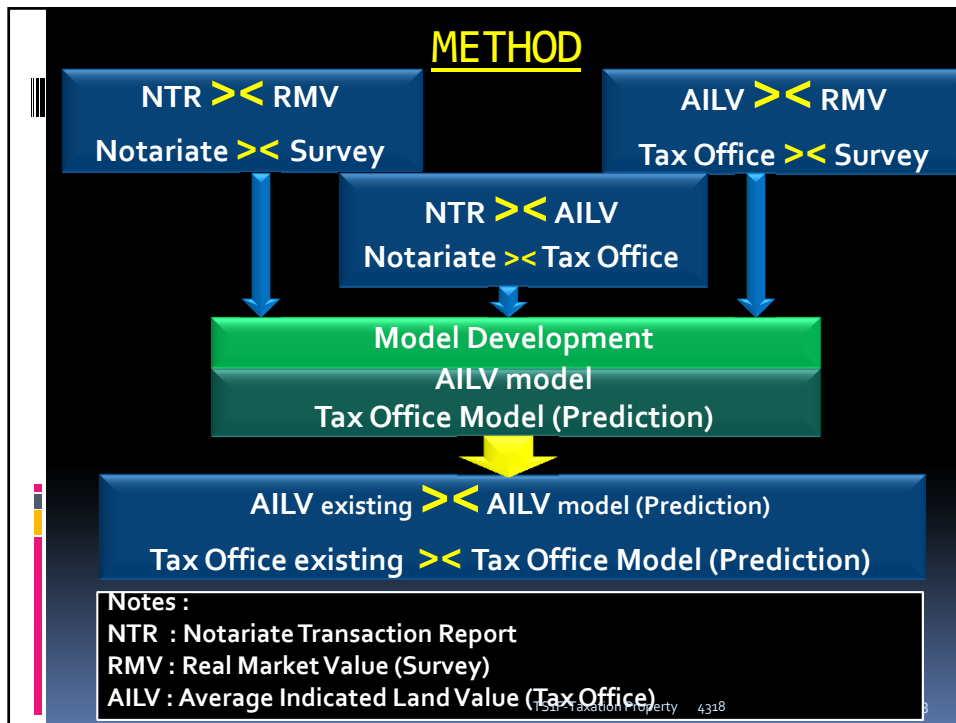 METHOD
NTR >< RMV
Notariate >< Survey
AILV >< RMV
Tax Office >< Survey
NTR >< AILV
Notariate >< Tax Office
Model Development
AILV model
Tax Office Model (Prediction)
AILV existing >< AILV model (Prediction)
Tax Office existing >< Tax Office Model (Prediction)
Notes :
NTR : Notariate Transaction Report
RMV : Real Market Value (Survey)
AILV : Average Indicated Land Value (Tax Office)
TS1F-Taxation Property 4318 3